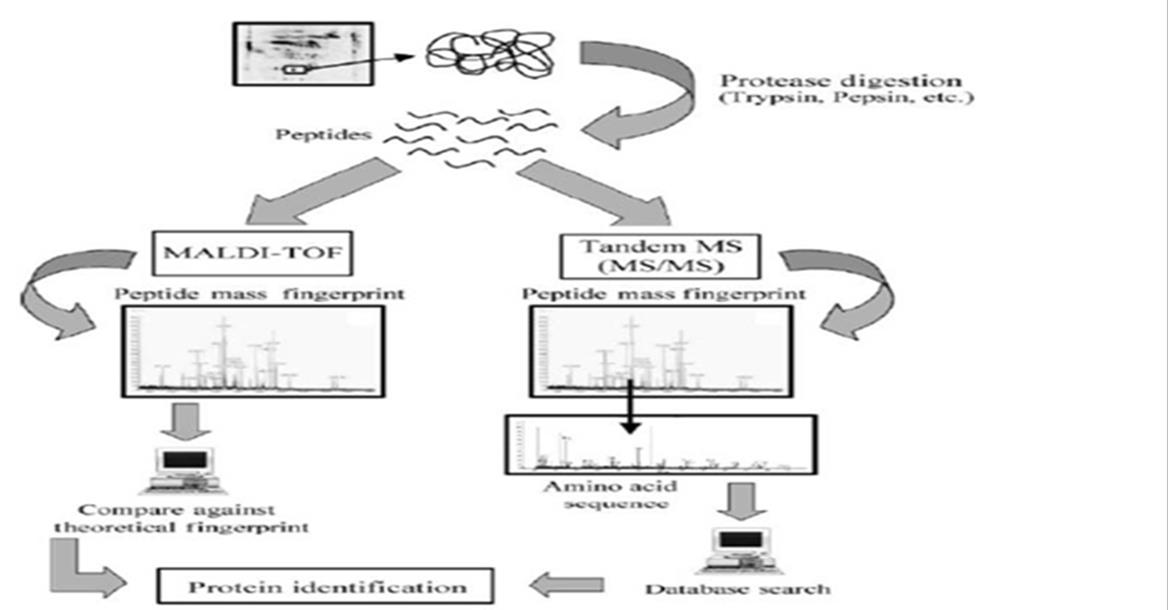 Protease digestion
(Trypsin, Pepsin, etc.)
Peptides
MALDI-TOF
Peptide mass fingerprint
Compare against
theoretical fingerprint
Tandem MS
(MS/MS)
Peptide mass fingerprint
Amino acid
sequence
Database search
Protein identification